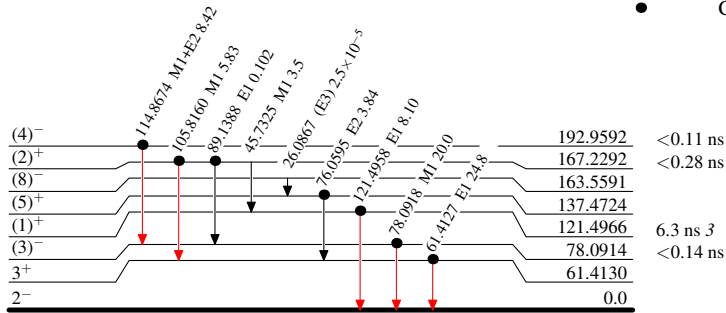 C
114.8674 M1+E2 8.42
105.8160 M1 5.83
89.1388 E1 0.102
45.7325 M1 3.5
26.0867 (E3) 2.5×10⁻⁵
76.0595 E2 3.84
121.4958 E1 8.10
78.0918 M1 20.0
61.4127 E1 24.8
(4)⁻ 192.9592 <0.11 ns
(2)⁺ 167.2292 <0.28 ns
(8)⁻ 163.5591
(5)⁺ 137.4724
(1)⁺ 121.4966 6.3 ns 3
(3)⁻ 78.0914 <0.14 ns
3⁺ 61.4130
2⁻ 0.0